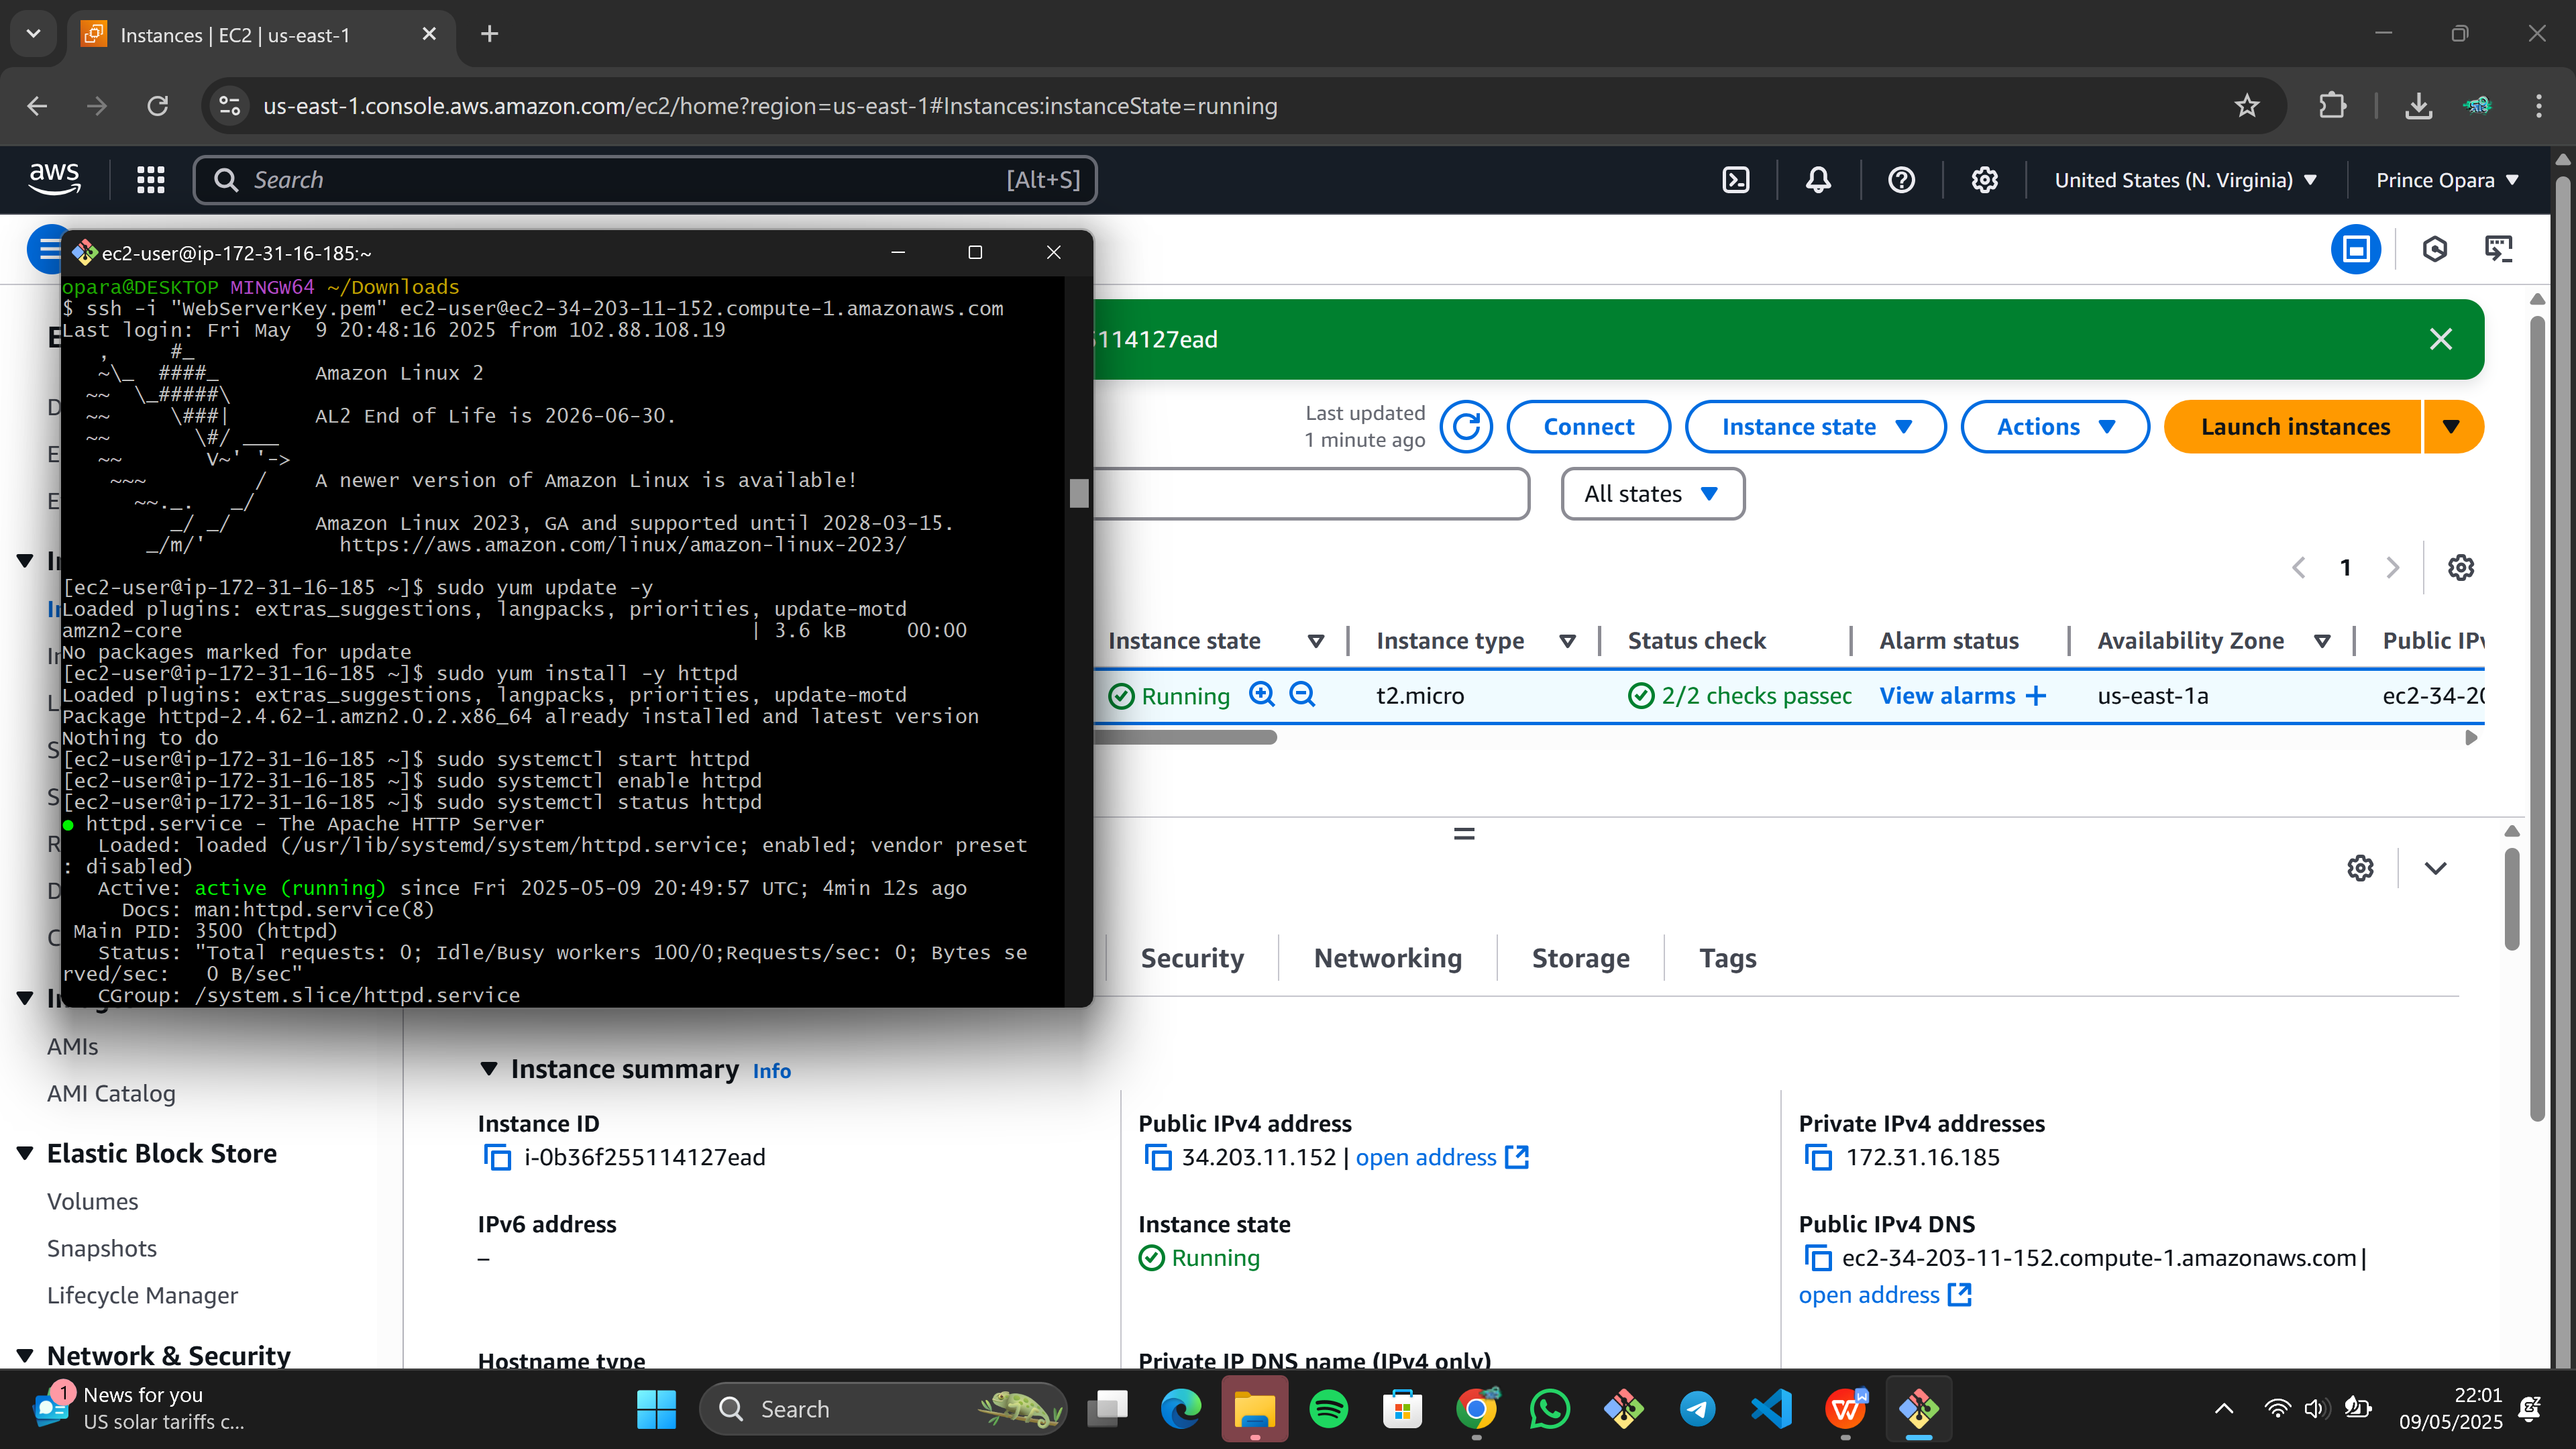 Instances | EC2 | us-east-1
us-east-1.console.aws.amazon.com/ec2/home?region=us-east-1#Instances:instanceState=running
aws
Search
[Alt+S]
United States (N. Virginia)
Prince Opara
ec2-user@ip-172-31-16-185:~
opara@DESKTOP MINGW64 ~/Downloads
$ ssh -i "WebServerKey.pem" ec2-user@ec2-34-203-11-152.compute-1.amazonaws.com
Last login: Fri May  9 20:48:16 2025 from 102.88.108.19
   ,     #_
   ~\_  ####_        Amazon Linux 2
  ~~  \_#####\
  ~~     \###|       AL2 End of Life is 2026-06-30.
  ~~       \#/ ___
   ~~       V~' '->
    ~~~         /    A newer version of Amazon Linux is available!
      ~~._.   _/
         _/ _/       Amazon Linux 2023, GA and supported until 2028-03-15.
       _/m/'           https://aws.amazon.com/linux/amazon-linux-2023/
[ec2-user@ip-172-31-16-185 ~]$ sudo yum update -y
Loaded plugins: extras_suggestions, langpacks, priorities, update-motd
amzn2-core | 3.6 kB 00:00
No packages marked for update
[ec2-user@ip-172-31-16-185 ~]$ sudo yum install -y httpd
Loaded plugins: extras_suggestions, langpacks, priorities, update-motd
Package httpd-2.4.62-1.amzn2.0.2.x86_64 already installed and latest version
Nothing to do
[ec2-user@ip-172-31-16-185 ~]$ sudo systemctl start httpd
[ec2-user@ip-172-31-16-185 ~]$ sudo systemctl enable httpd
[ec2-user@ip-172-31-16-185 ~]$ sudo systemctl status httpd
● httpd.service - The Apache HTTP Server
   Loaded: loaded (/usr/lib/systemd/system/httpd.service; enabled; vendor preset
: disabled)
   Active: active (running) since Fri 2025-05-09 20:49:57 UTC; 4min 12s ago
     Docs: man:httpd.service(8)
 Main PID: 3500 (httpd)
   Status: "Total requests: 0; Idle/Busy workers 100/0;Requests/sec: 0; Bytes se
rved/sec:   0 B/sec"
   CGroup: /system.slice/httpd.service
5114127ead
Last updated
1 minute ago
Connect
Instance state
Actions
Launch instances
All states
1
Instance state
Instance type
Status check
Alarm status
Availability Zone
Public IPv
Running
t2.micro
2/2 checks passec
View alarms +
us-east-1a
ec2-34-20
Security
Networking
Storage
Tags
AMIs
AMI Catalog
Elastic Block Store
Volumes
Snapshots
Lifecycle Manager
Network & Security
Instance summary Info
Instance ID
i-0b36f255114127ead
Public IPv4 address
34.203.11.152 | open address
Private IPv4 addresses
172.31.16.185
IPv6 address
–
Instance state
Running
Public IPv4 DNS
ec2-34-203-11-152.compute-1.amazonaws.com |
open address
Hostname type
Private IP DNS name (IPv4 only)
1
News for you
US solar tariffs c...
Search
22:01
09/05/2025